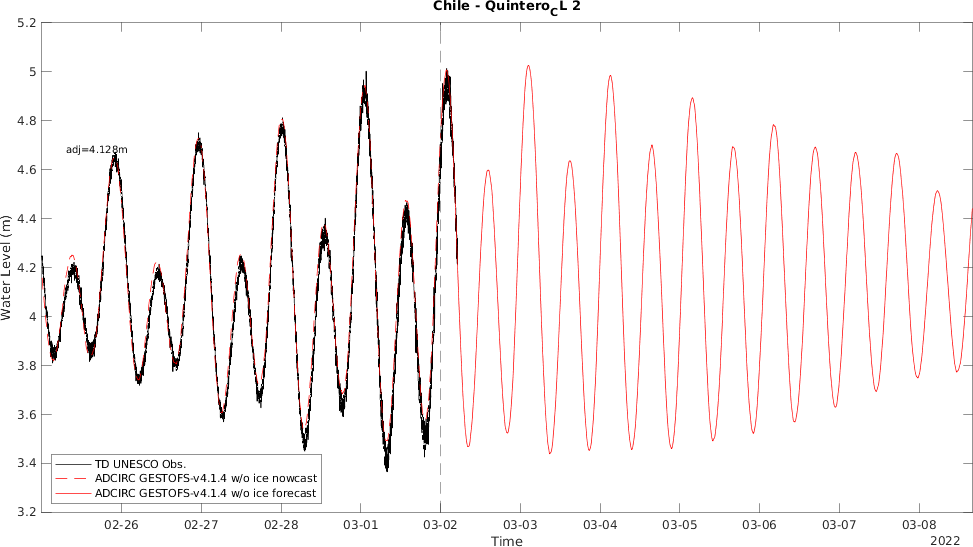 Chile - Quintero_CL 2
5.2
5
4.8
4.6
4.4
4.2
4
3.8
3.6
3.4
3.2
Water Level (m)
adj=4.128m
TD UNESCO Obs.
ADCIRC GESTOFS-v4.1.4 w/o ice nowcast
ADCIRC GESTOFS-v4.1.4 w/o ice forecast
02-26 02-27 02-28 03-01 03-02 03-03 03-04 03-05 03-06 03-07 03-08
Time
2022